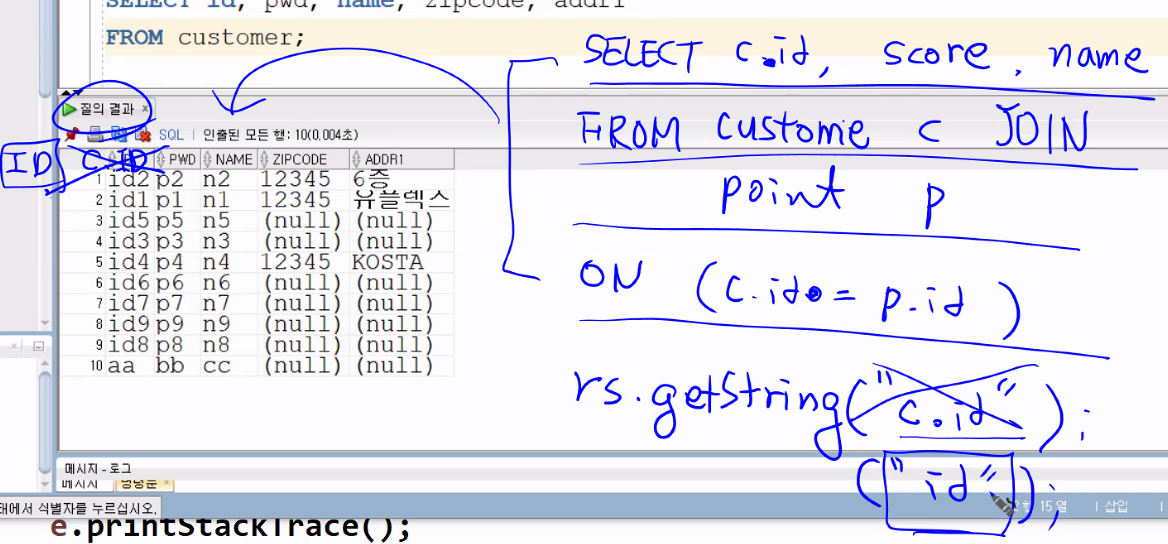 SELECT id, pwd, name, zipcode, addr1
FROM customer;
질의 결과 ×
SQL | 인출된 모든 행: 10(0,004초)
ID C.ID PWD NAME ZIPCODE ADDR1
1 id2 p2 n2 12345 6층
2 id1 p1 n1 12345 유플렉스
3 id5 p5 n5 (null) (null)
4 id3 p3 n3 (null) (null)
5 id4 p4 n4 12345 KOSTA
6 id6 p6 n6 (null) (null)
7 id7 p7 n7 (null) (null)
8 id9 p9 n9 (null) (null)
9 id8 p8 n8 (null) (null)
10 aa bb cc (null) (null)
SELECT c.id, score, name
FROM custome c JOIN
point p
ON (c.id = p.id)
rs.getString("c.id");
("id");
메시지 - 로그
메시지 명령문 ×
태에서 식별자를 누르십시오.
15 열 | 삽입
e.printStackTrace();